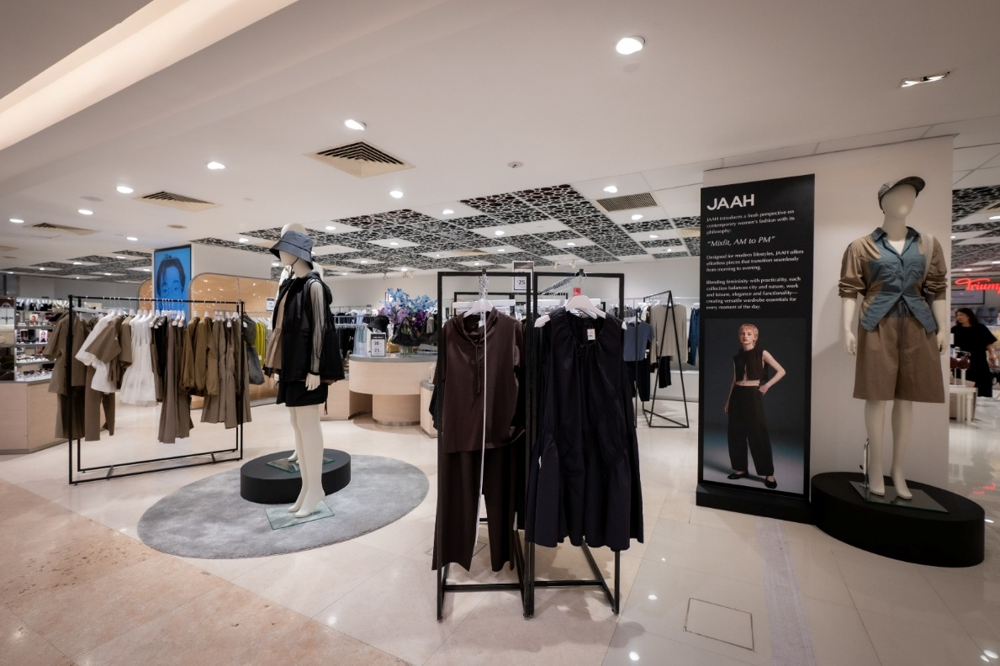 JAAH
JAAH introduces a fresh perspective on
contemporary women's fashion with its
philosophy:
"Mixfit, AM to PM"
Designed for modern lifestyles, JAAH offers
effortless pieces that transition seamlessly
from morning to evening.
Blending femininity with practicality, each
collection balances city and nature, work
and leisure, elegance and functionality—
creating versatile wardrobe essentials for
every moment of the day.
25